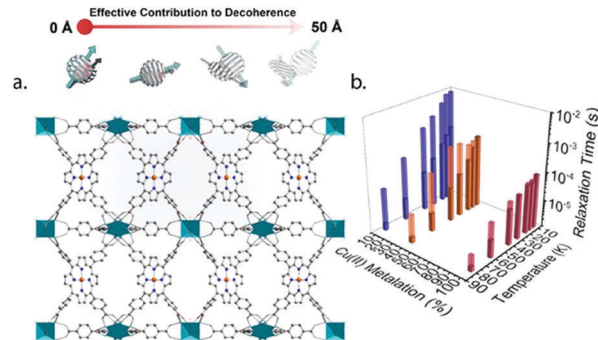 Effective Contribution to Decoherence
0 Å
50 Å
a.
b.
10⁻²
10⁻³
10⁻⁴
10⁻⁵
Relaxation Time (s)
Cu(II) Metalation (%)
Temperature (K)